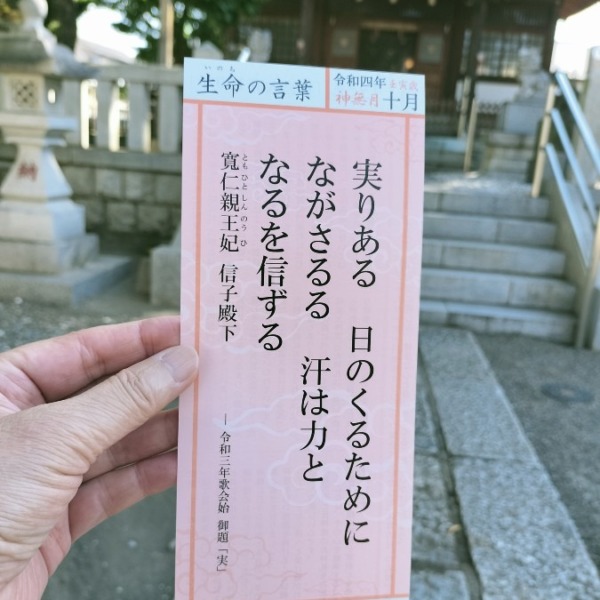 生命の言葉
いのち
令和四年 壬寅歳
神無月 十月
実りある 日のくるために
ながさるる 汗は力と
なるを信ずる
寬仁親王妃 信子殿下
ともひとしんのうひ
― 令和三年歌会始 御題「実」
納